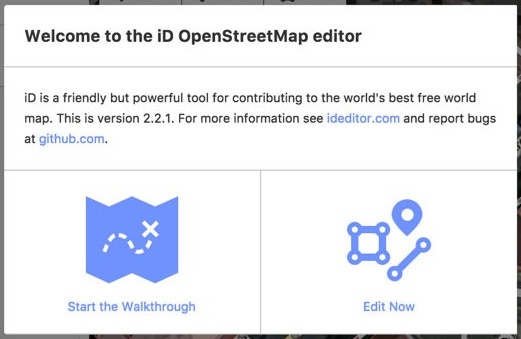 Welcome to the iD OpenStreetMap editor
iD is a friendly but powerful tool for contributing to the world's best free world
map. This is version 2.2.1. For more information see ideditor.com and report bugs
at github.com.
Start the Walkthrough
Edit Now